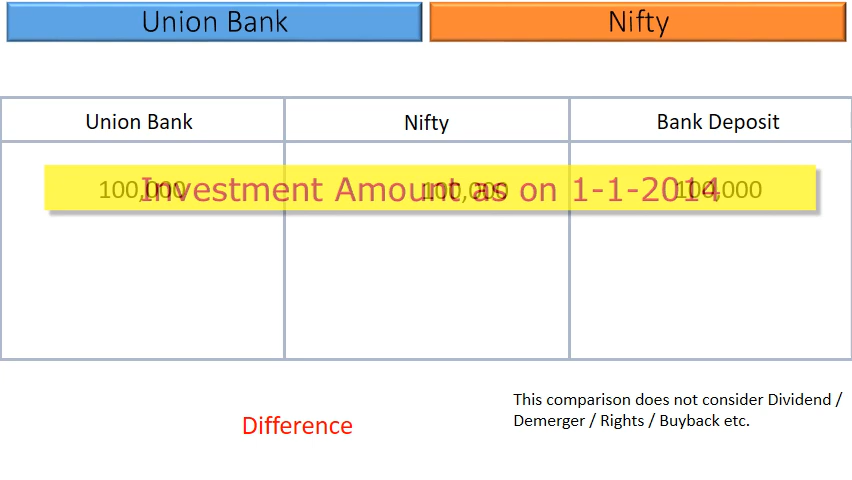 Union Bank Nifty
Union Bank Nifty Bank Deposit
100,000 100,000 100,000
Investment Amount as on 1-1-2014
Difference
This comparison does not consider Dividend /
Demerger / Rights / Buyback etc.